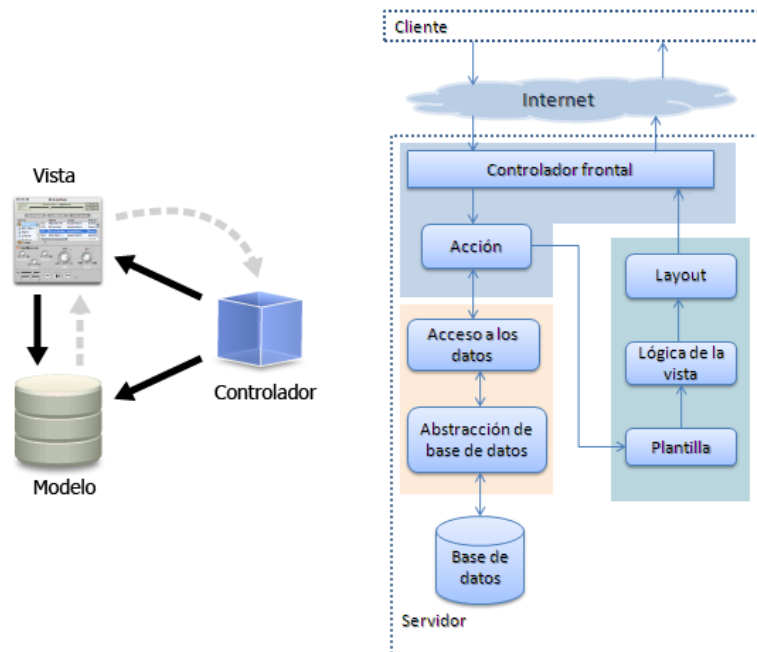 Vista
Controlador
Modelo
Cliente
Internet
Controlador frontal
Acción
Layout
Acceso a los
datos
Lógica de la
vista
Abstracción de
base de datos
Plantilla
Base de
datos
Servidor